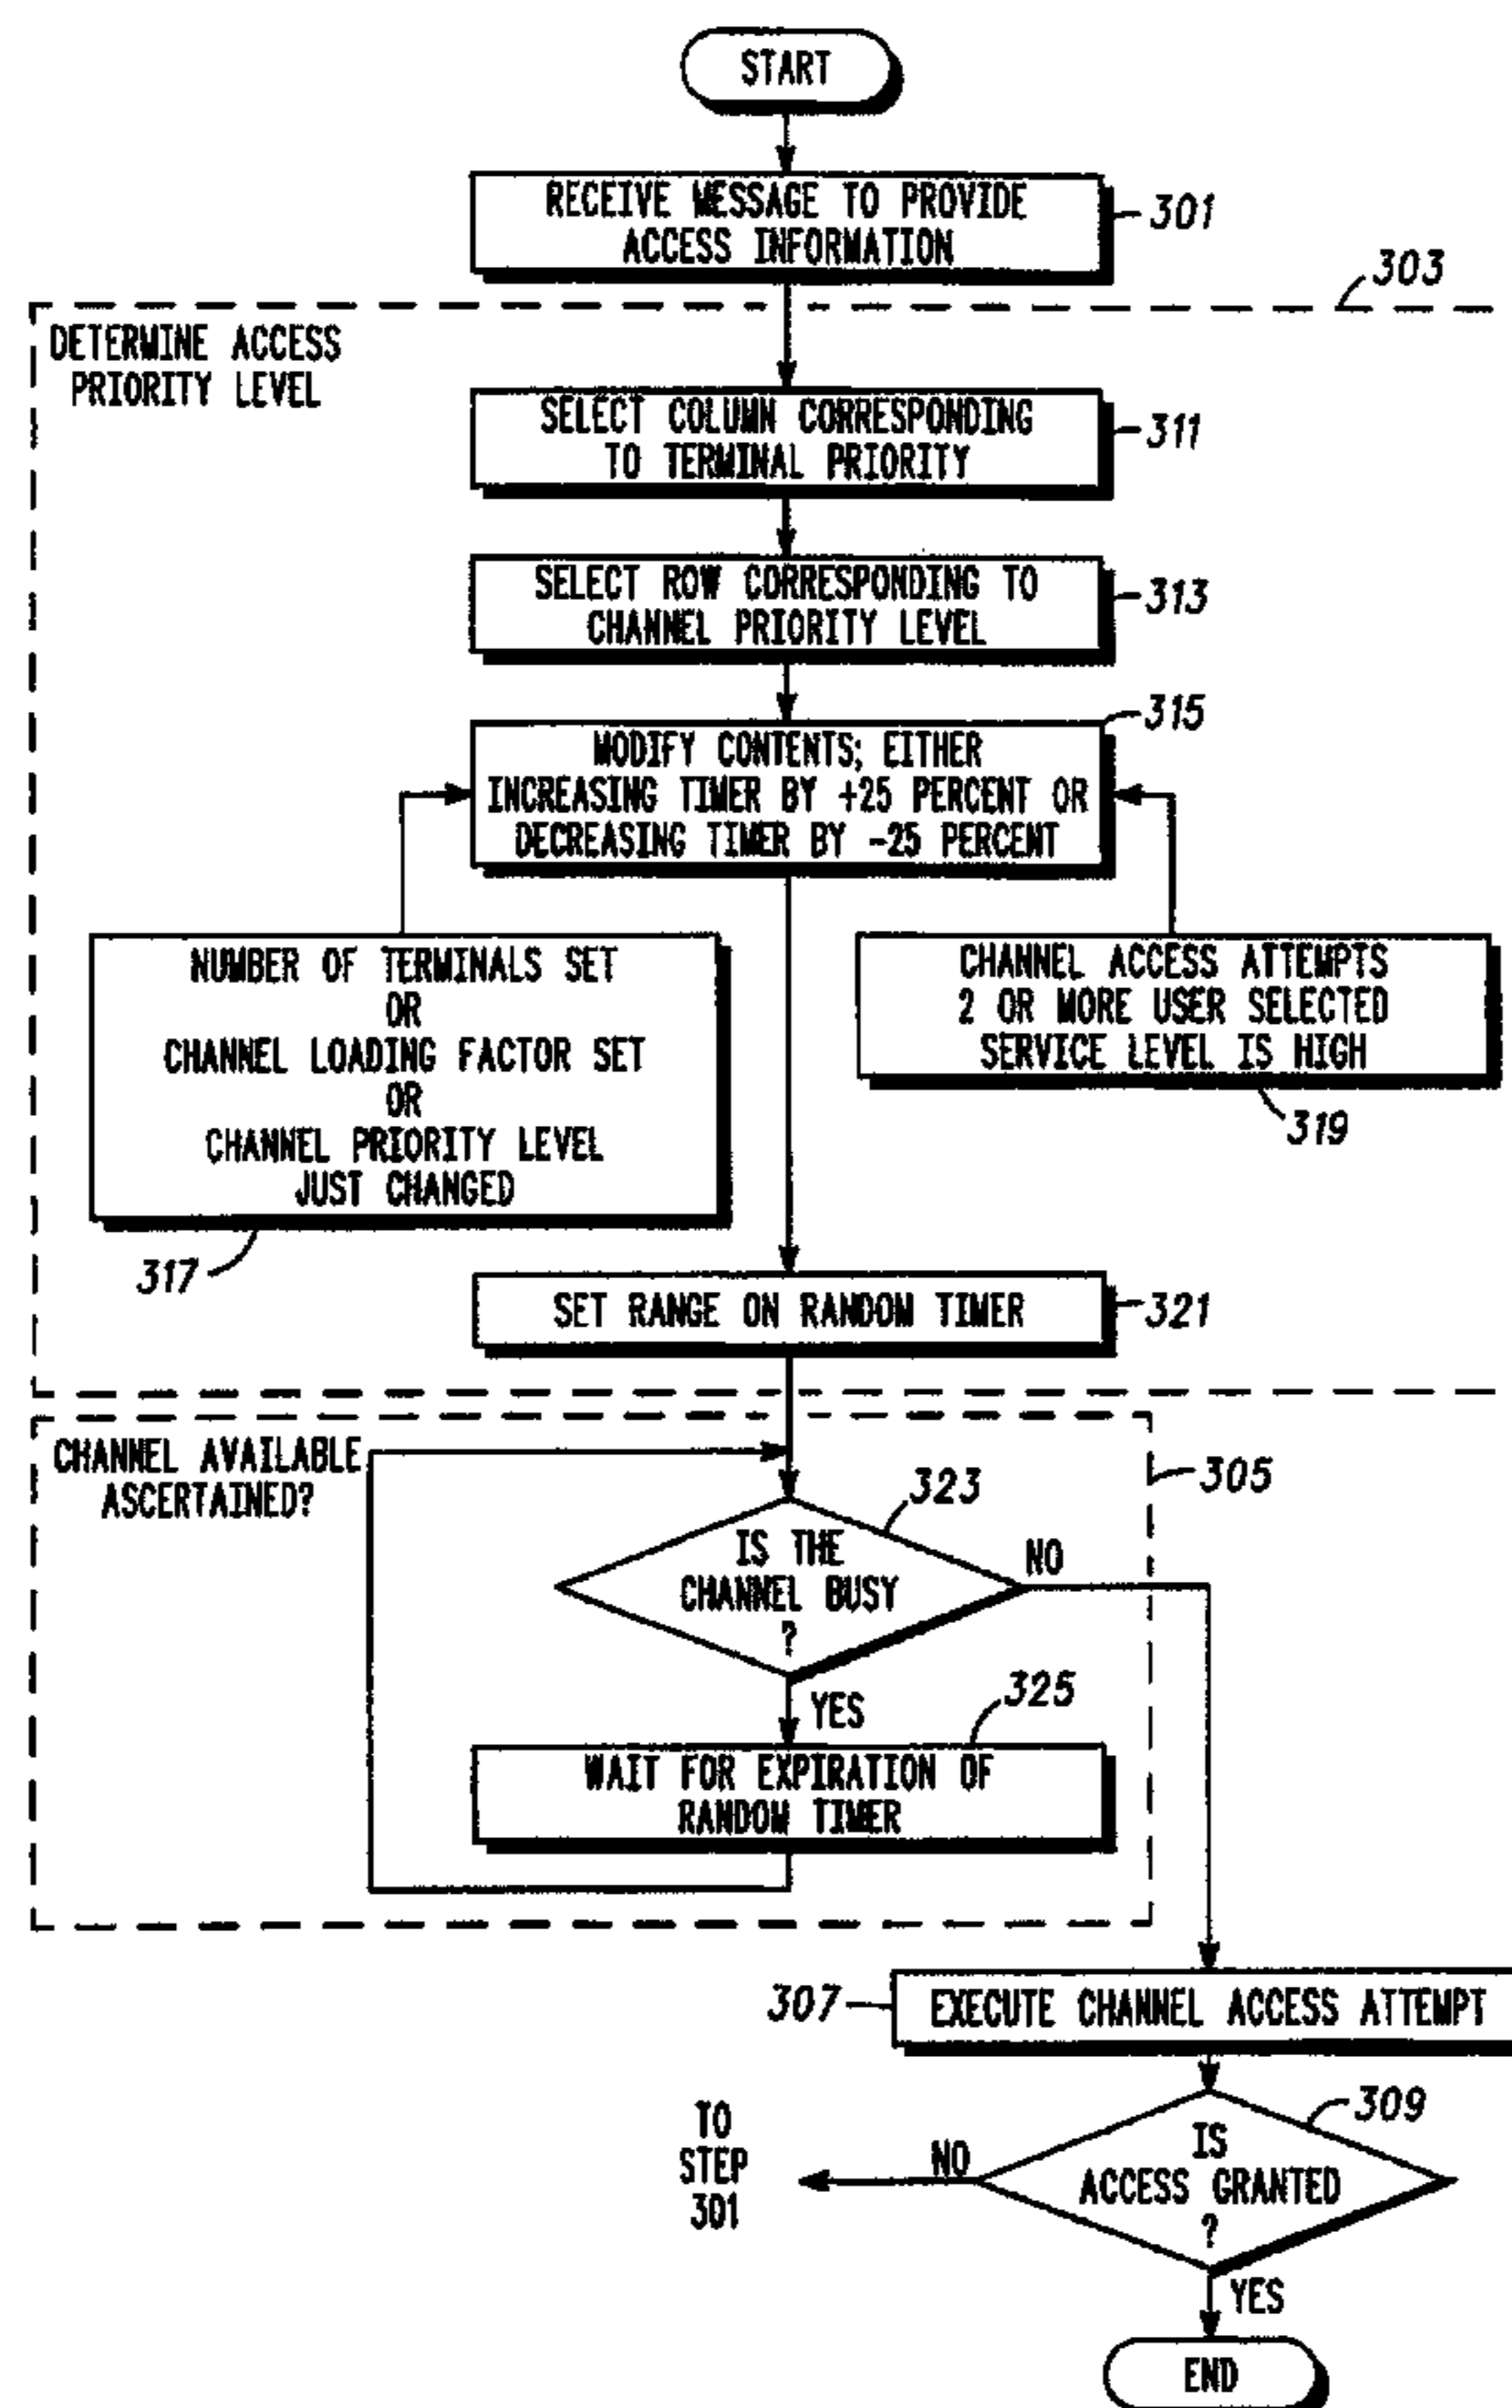 START
RECEIVE MESSAGE TO PROVIDE
ACCESS INFORMATION
301
303
DETERMINE ACCESS
PRIORITY LEVEL
SELECT COLUMN CORRESPONDING
TO TERMINAL PRIORITY
311
SELECT ROW CORRESPONDING TO
CHANNEL PRIORITY LEVEL
313
315
MODIFY CONTENTS; EITHER
INCREASING TIMER BY +25 PERCENT OR
DECREASING TIMER BY -25 PERCENT
NUMBER OF TERMINALS SET
OR
CHANNEL LOADING FACTOR SET
OR
CHANNEL PRIORITY LEVEL
JUST CHANGED
317
CHANNEL ACCESS ATTEMPTS
2 OR MORE USER SELECTED
SERVICE LEVEL IS HIGH
319
SET RANGE ON RANDOM TIMER
321
CHANNEL AVAILABLE
ASCERTAINED?
305
323
IS THE
CHANNEL BUSY
?
NO
YES
325
WAIT FOR EXPIRATION OF
RANDOM TIMER
307
EXECUTE CHANNEL ACCESS ATTEMPT
309
IS
ACCESS GRANTED
?
NO
TO
STEP
301
YES
END